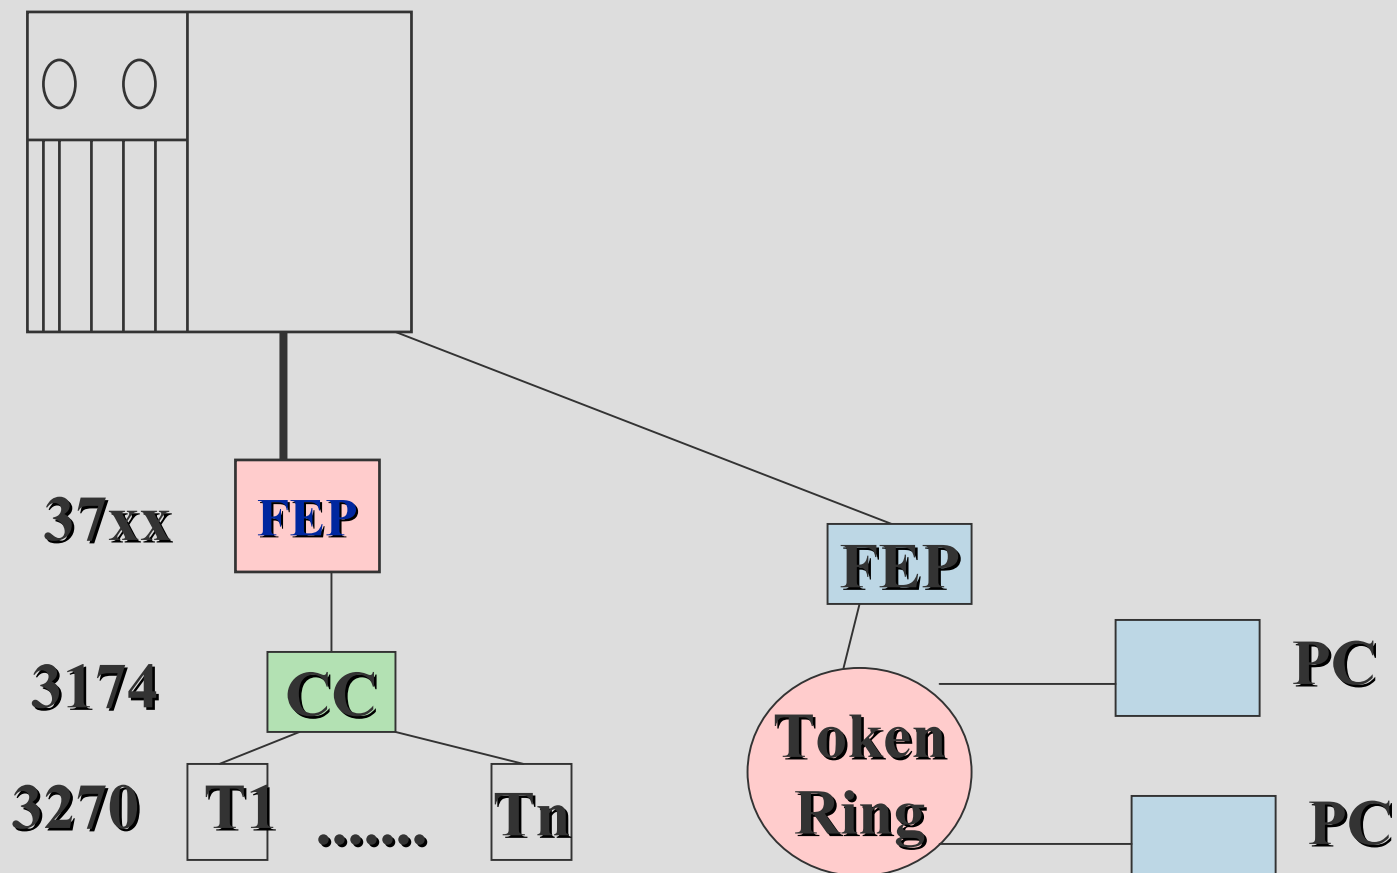 37xx
FEP
FEP
3174
CC
PC
Token
Ring
3270
T1
.......
Tn
PC